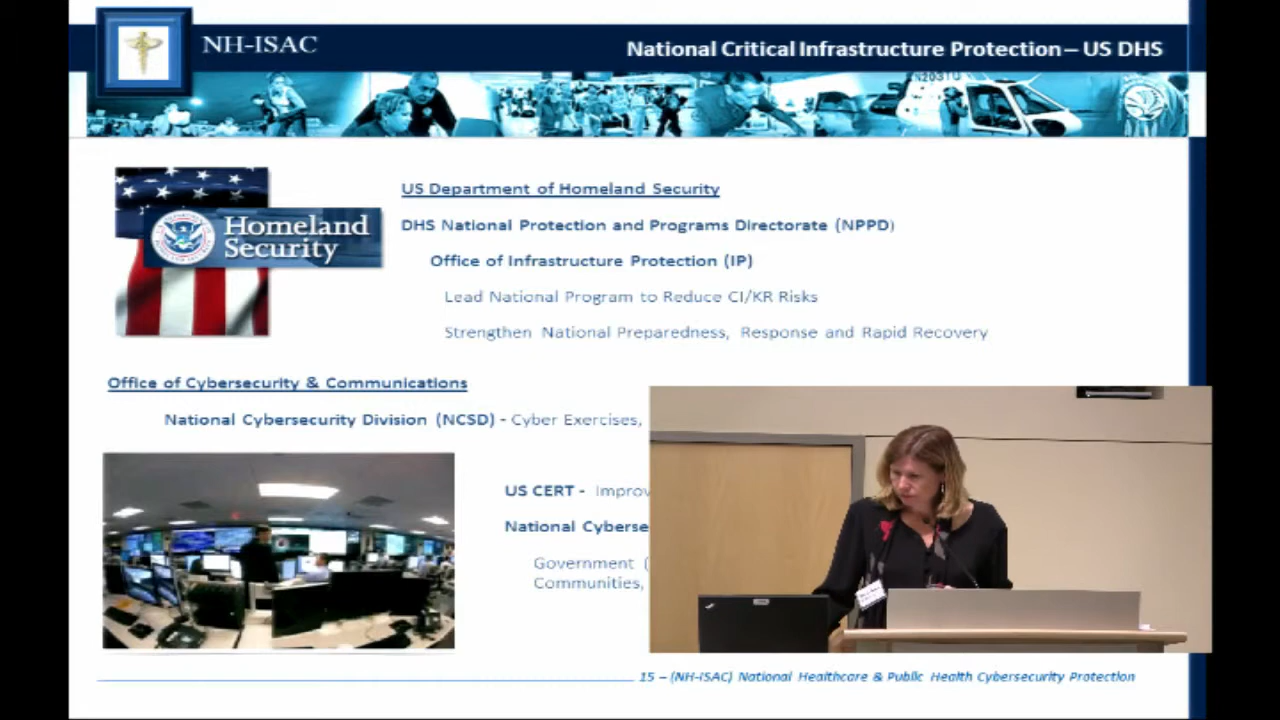 NH-ISAC
National Critical Infrastructure Protection – US DHS
N2031U
US Department of Homeland Security
Homeland
Security
DHS National Protection and Programs Directorate (NPPD)
Office of Infrastructure Protection (IP)
Lead National Program to Reduce CI/KR Risks
Strengthen National Preparedness, Response and Rapid Recovery
Office of Cybersecurity & Communications
National Cybersecurity Division (NCSD) - Cyber Exercises,
US CERT - Improv
National Cyberse
Government (
Communities,
15 – (NH-ISAC) National Healthcare & Public Health Cybersecurity Protection